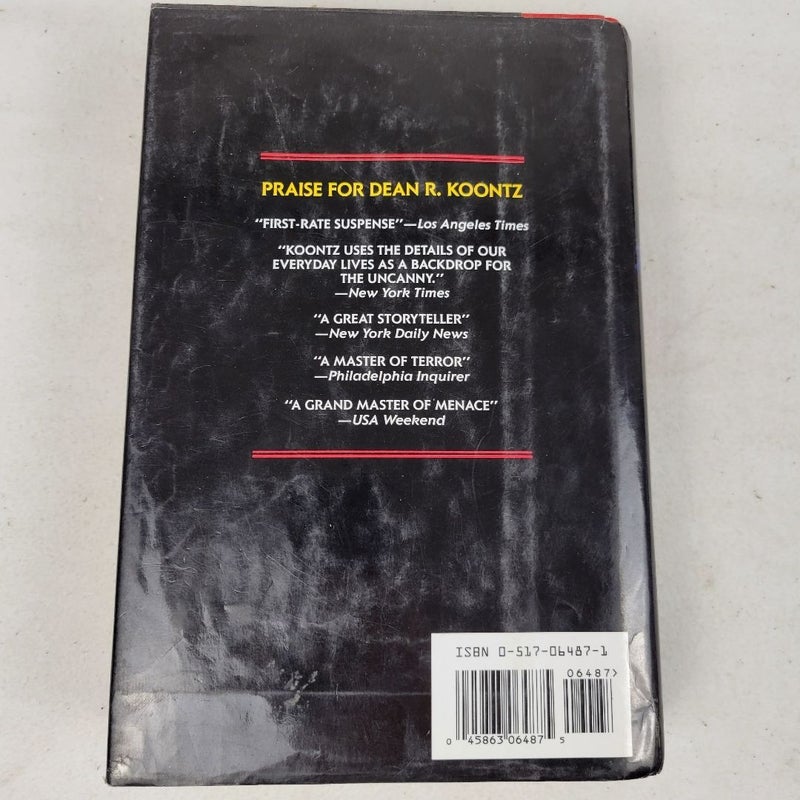 PRAISE FOR DEAN R. KOONTZ
“FIRST-RATE SUSPENSE”—Los Angeles Times
“KOONTZ USES THE DETAILS OF OUR
EVERYDAY LIVES AS A BACKDROP FOR
THE UNCANNY.”
—New York Times
“A GREAT STORYTELLER”
—New York Daily News
“A MASTER OF TERROR”
—Philadelphia Inquirer
“A GRAND MASTER OF MENACE”
—USA Weekend
ISBN 0-517-06487-1
06487>
0 45863 06487 5